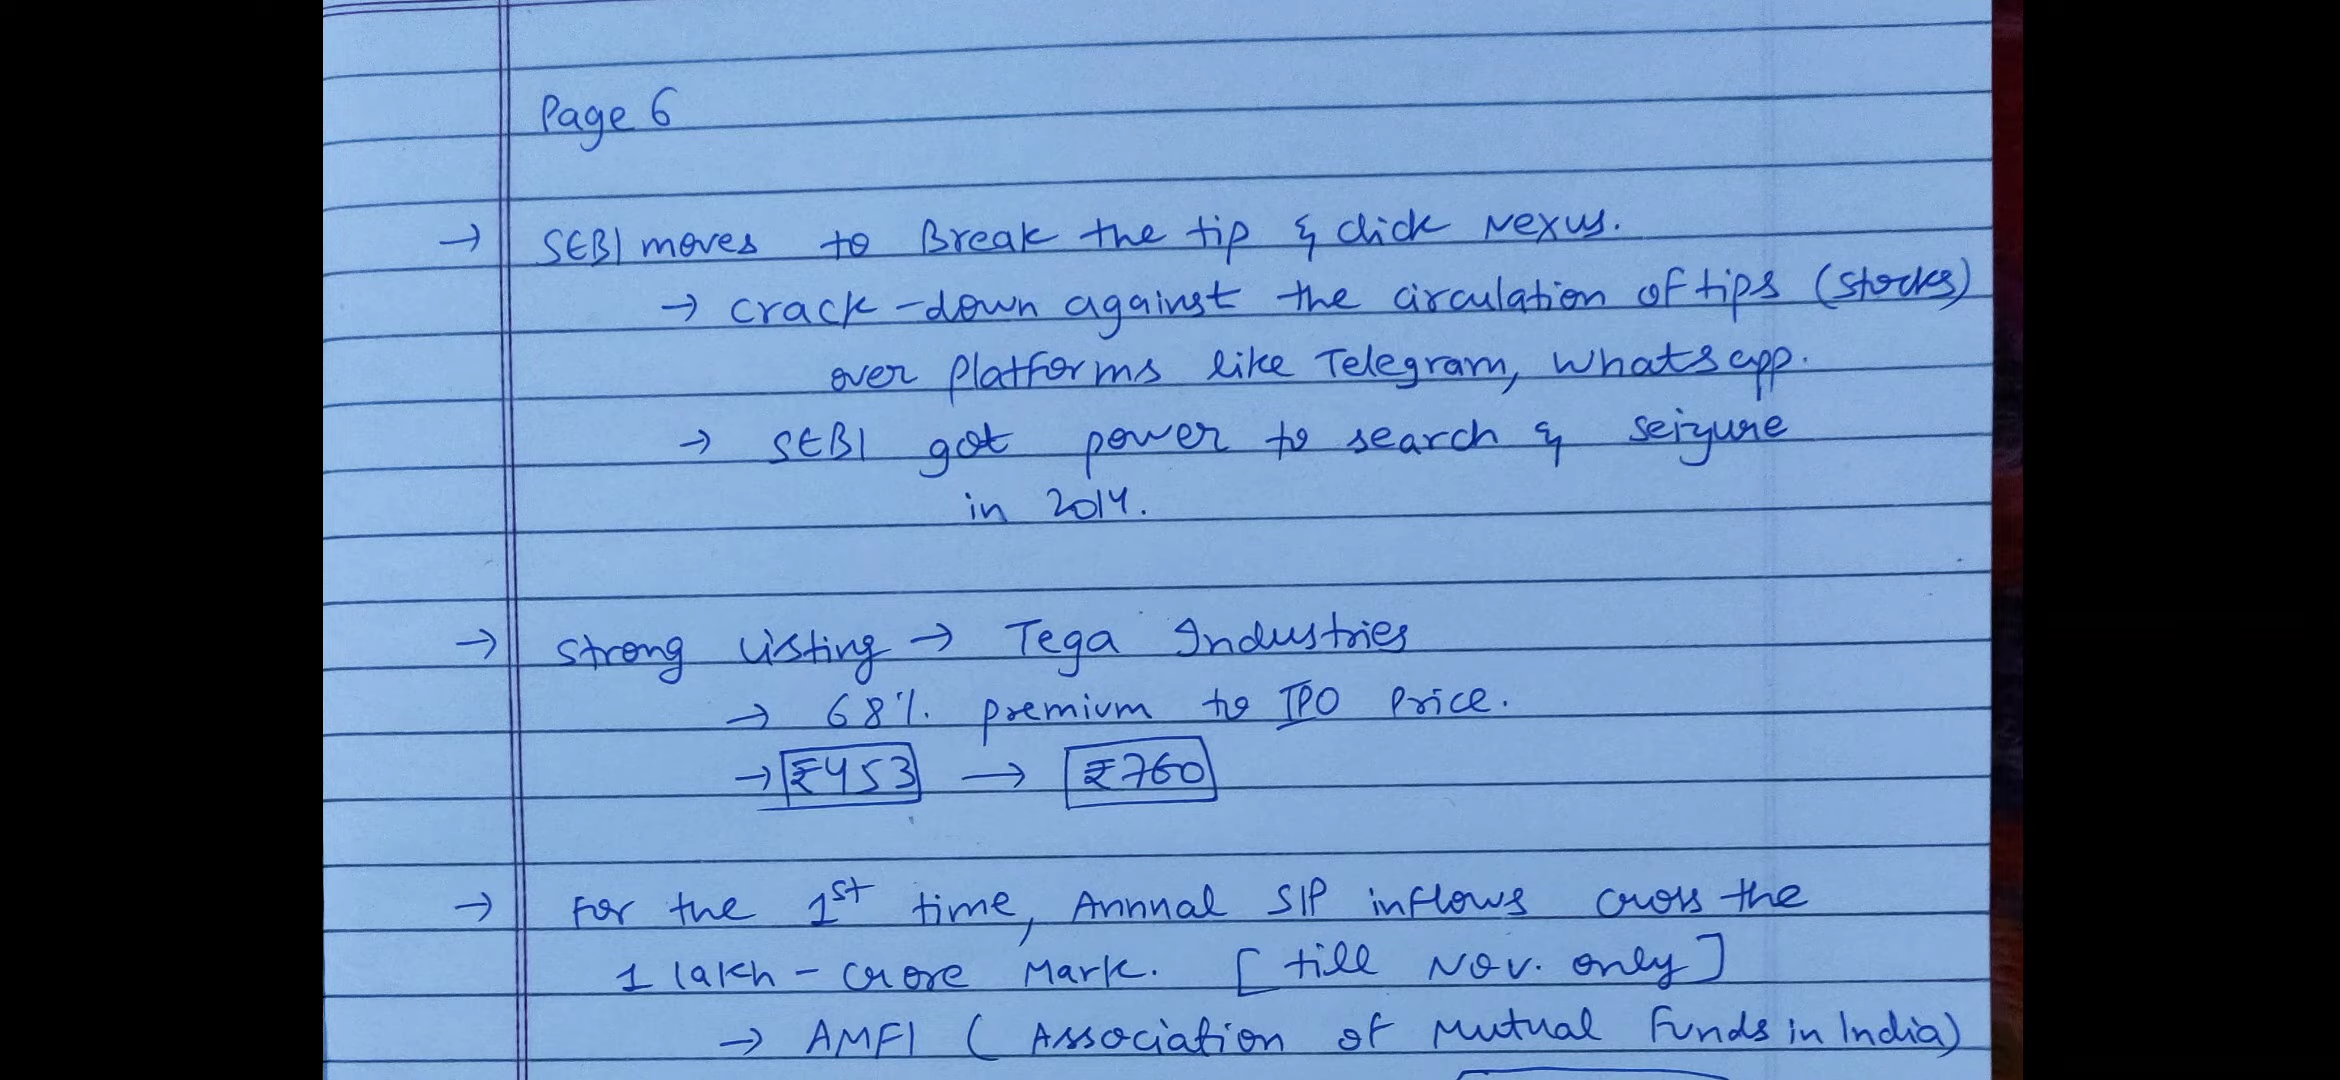 Page 6
→ SEBI moves to Break the tip & click Nexus.
→ crack-down against the circulation of tips (stocks)
over platforms like Telegram, Whatsapp.
→ SEBI got power to search & seizure
in 2014.
→ strong listing → Tega Industries
→ 68% premium to IPO Price.
→ ₹453 → ₹760
→ For the 1st time, Annual SIP inflows cross the
1 lakh-crore Mark. [till Nov. only]
→ AMFI (Association of Mutual Funds in India)